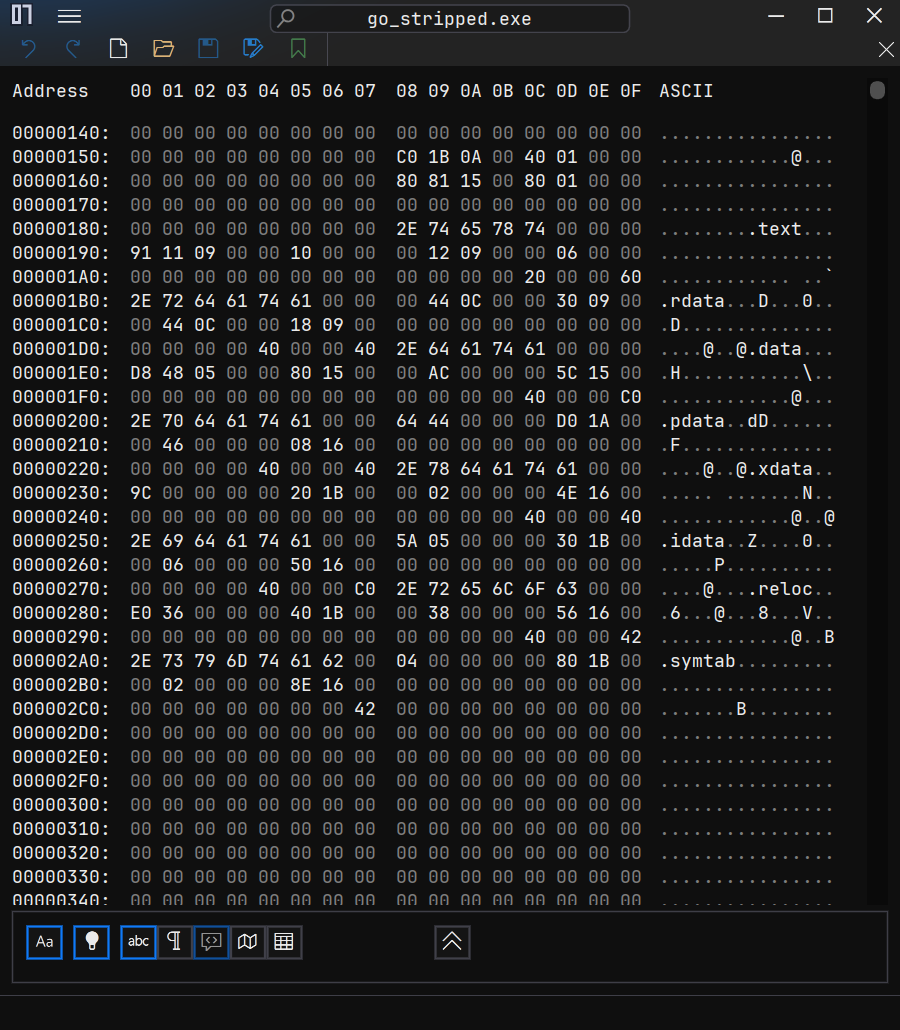 go_stripped.exe
Address 00 01 02 03 04 05 06 07 08 09 0A 0B 0C 0D 0E 0F ASCII
00000140: 00 00 00 00 00 00 00 00 00 00 00 00 00 00 00 00 ................
00000150: 00 00 00 00 00 00 00 00 C0 1B 0A 00 40 01 00 00 ............@...
00000160: 00 00 00 00 00 00 00 00 80 81 15 00 80 01 00 00 ................
00000170: 00 00 00 00 00 00 00 00 00 00 00 00 00 00 00 00 ................
00000180: 00 00 00 00 00 00 00 00 2E 74 65 78 74 00 00 00 .........text...
00000190: 91 11 09 00 00 10 00 00 00 12 09 00 00 06 00 00 ................
000001A0: 00 00 00 00 00 00 00 00 00 00 00 00 20 00 00 60 ............ ..`
000001B0: 2E 72 64 61 74 61 00 00 00 44 0C 00 00 30 09 00 .rdata...D...0..
000001C0: 00 44 0C 00 00 18 09 00 00 00 00 00 00 00 00 00 .D..............
000001D0: 00 00 00 00 40 00 00 40 2E 64 61 74 61 00 00 00 ....@..@.data...
000001E0: D8 48 05 00 00 80 15 00 00 AC 00 00 00 5C 15 00 .H...........\..
000001F0: 00 00 00 00 00 00 00 00 00 00 00 00 40 00 00 C0 ............@...
00000200: 2E 70 64 61 74 61 00 00 64 44 00 00 00 D0 1A 00 .pdata..dD......
00000210: 00 46 00 00 00 08 16 00 00 00 00 00 00 00 00 00 .F..............
00000220: 00 00 00 00 40 00 00 40 2E 78 64 61 74 61 00 00 ....@..@.xdata..
00000230: 9C 00 00 00 00 20 1B 00 00 02 00 00 00 4E 16 00 ..... .......N..
00000240: 00 00 00 00 00 00 00 00 00 00 00 00 40 00 00 40 ............@..@
00000250: 2E 69 64 61 74 61 00 00 5A 05 00 00 00 30 1B 00 .idata..Z....0..
00000260: 00 06 00 00 00 50 16 00 00 00 00 00 00 00 00 00 .....P..........
00000270: 00 00 00 00 40 00 00 C0 2E 72 65 6C 6F 63 00 00 ....@....reloc..
00000280: E0 36 00 00 00 40 1B 00 00 38 00 00 00 56 16 00 .6...@...8...V..
00000290: 00 00 00 00 00 00 00 00 00 00 00 00 40 00 00 42 ............@..B
000002A0: 2E 73 79 6D 74 61 62 00 04 00 00 00 00 80 1B 00 .symtab.........
000002B0: 00 02 00 00 00 8E 16 00 00 00 00 00 00 00 00 00 ................
000002C0: 00 00 00 00 00 00 00 42 00 00 00 00 00 00 00 00 .......B........
000002D0: 00 00 00 00 00 00 00 00 00 00 00 00 00 00 00 00 ................
000002E0: 00 00 00 00 00 00 00 00 00 00 00 00 00 00 00 00 ................
000002F0: 00 00 00 00 00 00 00 00 00 00 00 00 00 00 00 00 ................
00000300: 00 00 00 00 00 00 00 00 00 00 00 00 00 00 00 00 ................
00000310: 00 00 00 00 00 00 00 00 00 00 00 00 00 00 00 00 ................
00000320: 00 00 00 00 00 00 00 00 00 00 00 00 00 00 00 00 ................
00000330: 00 00 00 00 00 00 00 00 00 00 00 00 00 00 00 00 ................
00000340: 00 00 00 00 00 00 00 00 00 00 00 00 00 00 00 00 ................
Aa abc ¶